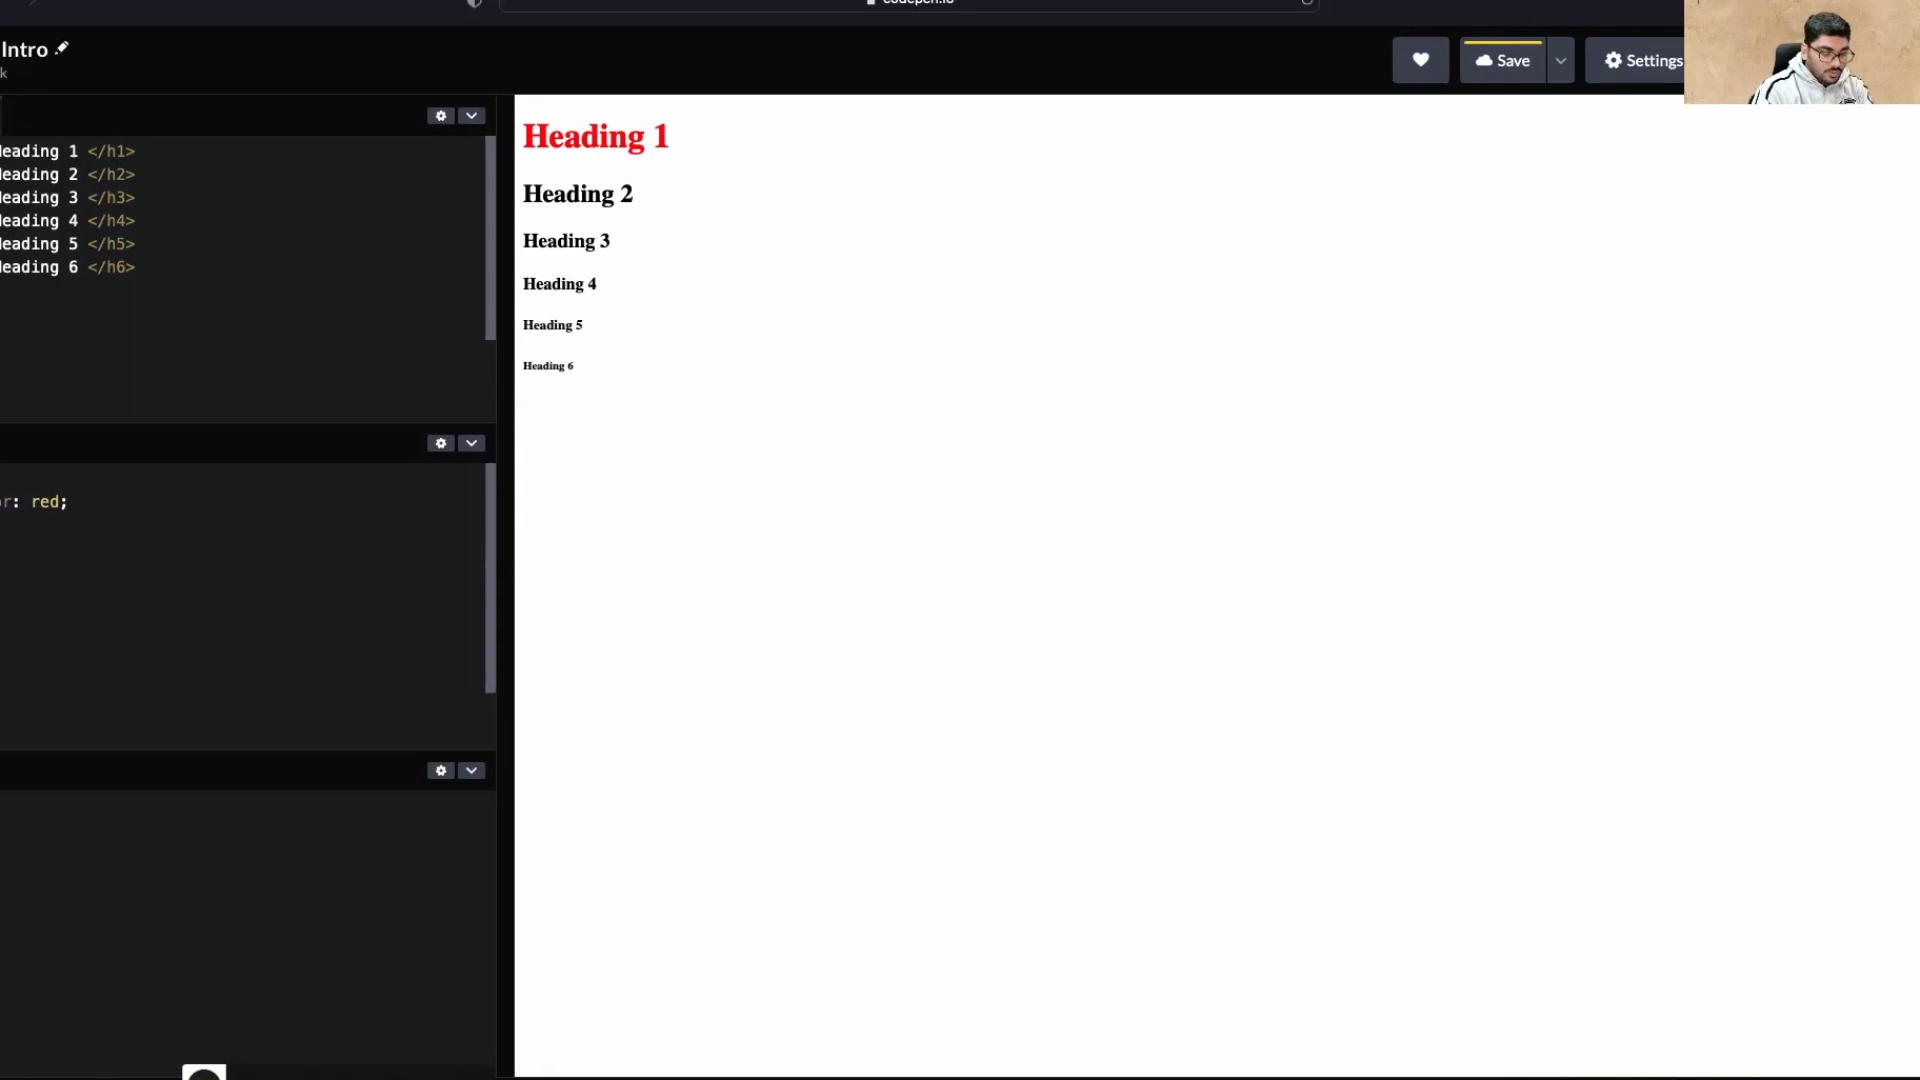 Intro
k
Save
Settings
eading 1 </h1>
eading 2 </h2>
eading 3 </h3>
eading 4 </h4>
eading 5 </h5>
eading 6 </h6>
r: red;
Heading 1
Heading 2
Heading 3
Heading 4
Heading 5
Heading 6